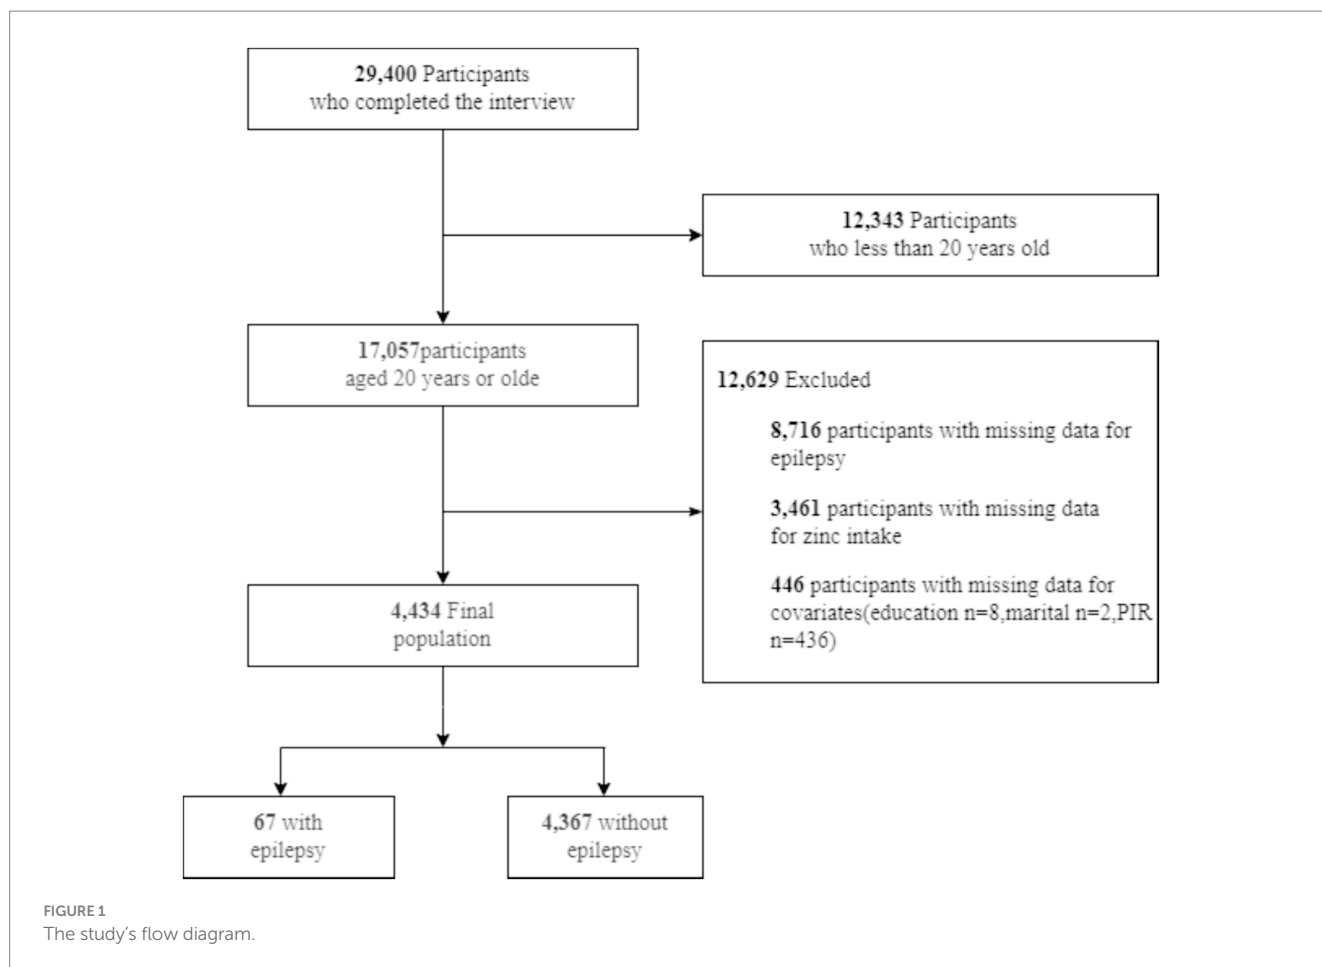 29,400 Participants
who completed the interview
12,343 Participants
who less than 20 years old
17,057participants
aged 20 years or olde
12,629 Excluded
8,716 participants with missing data for
epilepsy
3,461 participants with missing data
for zinc intake
446 participants with missing data for
covariates(education n=8,marital n=2,PIR
n=436)
4,434 Final
population
67 with
epilepsy
4,367 without
epilepsy
FIGURE 1
The study's flow diagram.